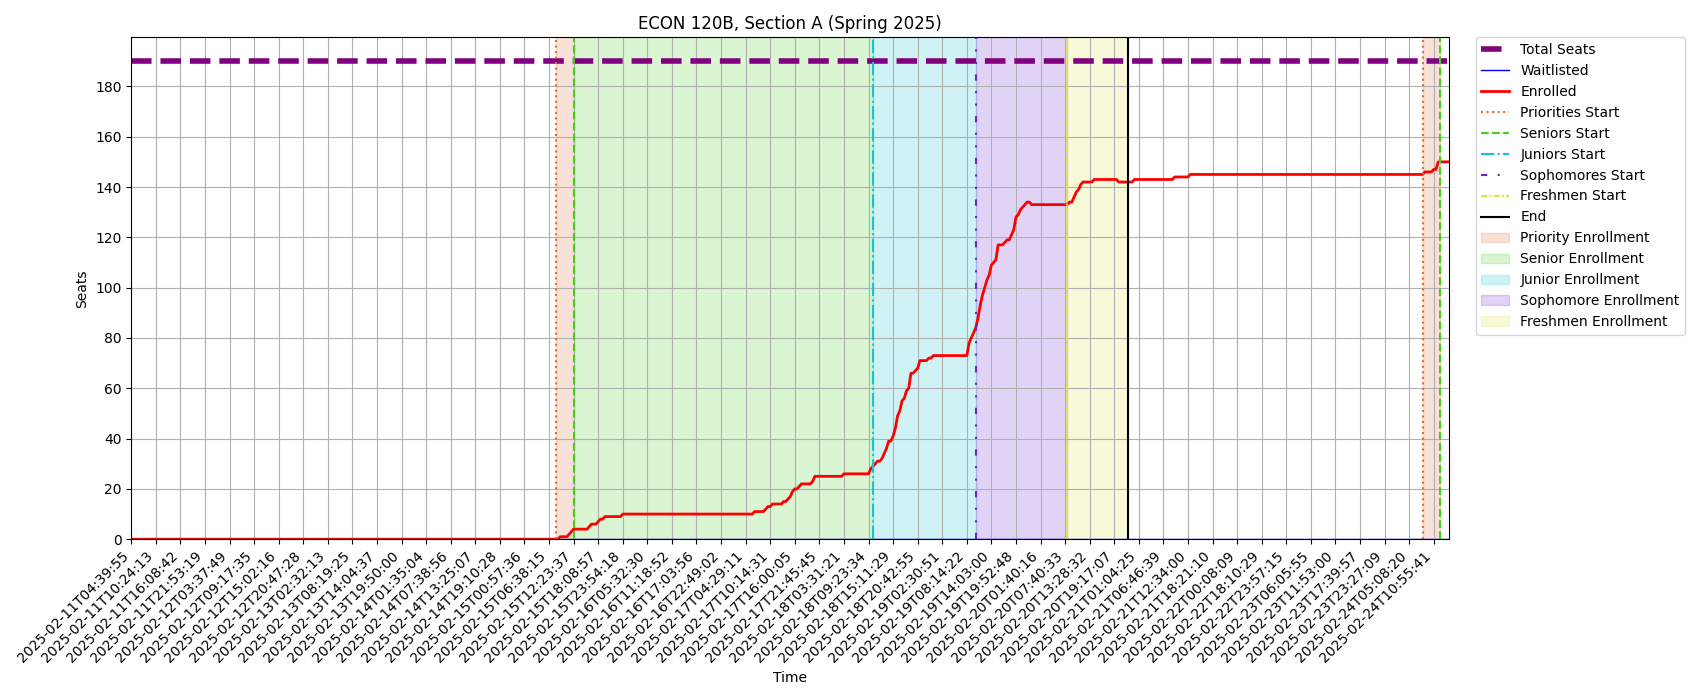 ECON 120B, Section A (Spring 2025)
Total Seats
Waitlisted
Enrolled
Priorities Start
Seniors Start
Juniors Start
Sophomores Start
Freshmen Start
End
Priority Enrollment
Senior Enrollment
Junior Enrollment
Sophomore Enrollment
Freshmen Enrollment
Seats
180
160
140
120
100
80
60
40
20
0
2025-02-11T04:39:55
2025-02-11T10:24:13
2025-02-11T16:08:42
2025-02-11T21:53:19
2025-02-12T03:37:49
2025-02-12T09:17:35
2025-02-12T15:02:16
2025-02-12T20:47:28
2025-02-13T02:32:13
2025-02-13T08:19:25
2025-02-13T14:04:37
2025-02-13T19:50:00
2025-02-14T01:35:04
2025-02-14T07:38:56
2025-02-14T13:25:07
2025-02-14T19:10:28
2025-02-15T00:57:36
2025-02-15T06:38:15
2025-02-15T12:23:37
2025-02-15T18:08:57
2025-02-15T23:54:18
2025-02-16T05:32:30
2025-02-16T11:18:52
2025-02-16T17:03:56
2025-02-16T22:49:02
2025-02-17T04:29:11
2025-02-17T10:14:31
2025-02-17T16:00:05
2025-02-17T21:45:45
2025-02-18T03:31:21
2025-02-18T09:23:34
2025-02-18T15:11:29
2025-02-18T20:42:55
2025-02-19T02:30:51
2025-02-19T08:14:22
2025-02-19T14:03:00
2025-02-19T19:52:48
2025-02-20T01:40:16
2025-02-20T07:40:33
2025-02-20T13:28:32
2025-02-20T19:17:07
2025-02-21T01:04:25
2025-02-21T06:46:39
2025-02-21T12:34:00
2025-02-21T18:21:10
2025-02-22T00:08:09
2025-02-22T18:10:29
2025-02-22T23:57:15
2025-02-23T06:05:55
2025-02-23T11:53:00
2025-02-23T17:39:57
2025-02-23T23:27:09
2025-02-24T05:08:20
2025-02-24T10:55:41
Time